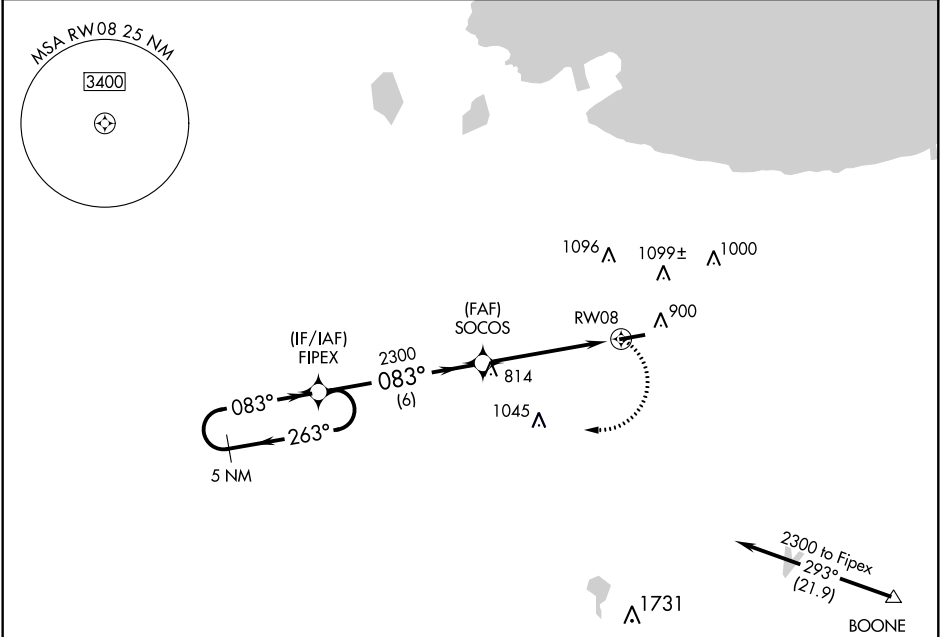 MSA RW08 25 NM
3400
1096
1099±
1000
900
RW08
(FAF)
SOCOS
814
(IF/IAF)
FIPEX
2300
083°
(6)
083°
263°
5 NM
1045
2300 to Fipex
293°
(21.9)
BOONE
1731